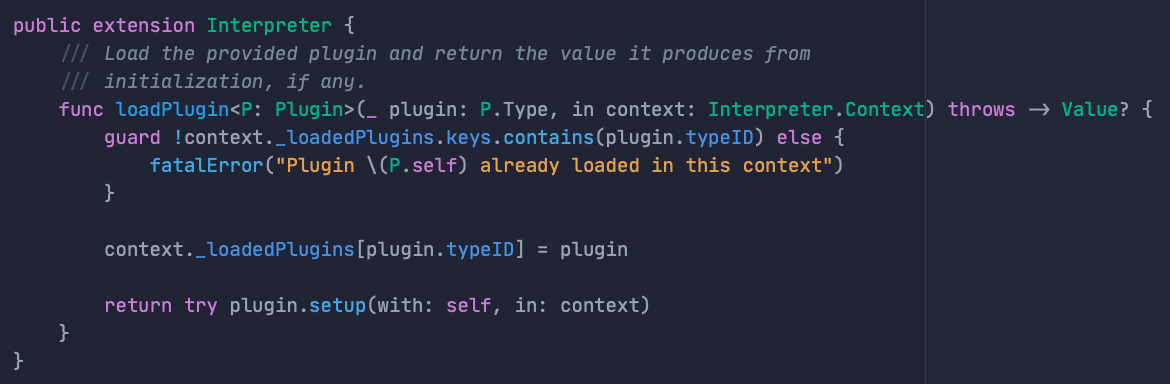 public extension Interpreter {
    /// Load the provided plugin and return the value it produces from
    /// initialization, if any.
    func loadPlugin<P: Plugin>(_ plugin: P.Type, in context: Interpreter.Context) throws -> Value? {
        guard !context._loadedPlugins.keys.contains(plugin.typeID) else {
            fatalError("Plugin \(P.self) already loaded in this context")
        }

        context._loadedPlugins[plugin.typeID] = plugin

        return try plugin.setup(with: self, in: context)
    }
}